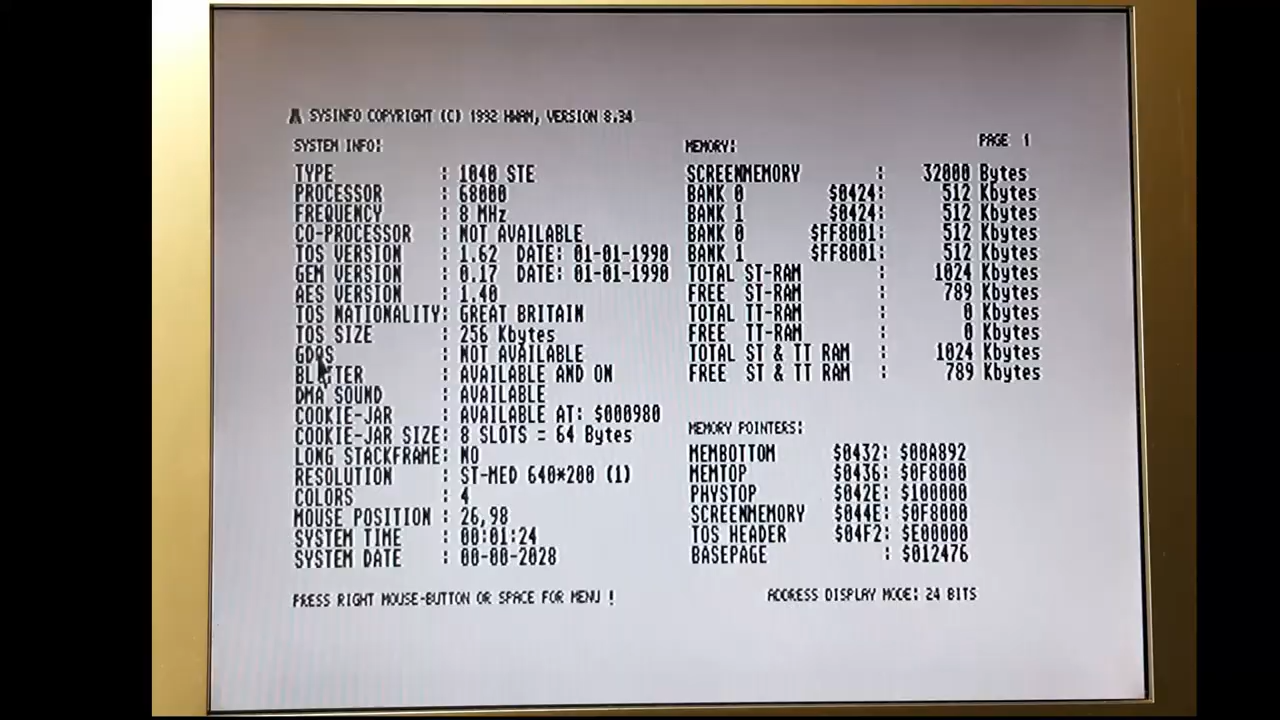 SYSINFO COPYRIGHT (C) 1992 HWAM, VERSION 8.34
SYSTEM INFO:
TYPE : 1040 STE
PROCESSOR : 68000
FREQUENCY : 8 MHz
CO-PROCESSOR : NOT AVAILABLE
TOS VERSION : 1.62 DATE: 01-01-1990
GEM VERSION : 0.17 DATE: 01-01-1990
AES VERSION : 1.40
TOS NATIONALITY: GREAT BRITAIN
TOS SIZE : 256 Kbytes
GDOS : NOT AVAILABLE
BLITTER : AVAILABLE AND ON
DMA SOUND : AVAILABLE
COOKIE-JAR : AVAILABLE AT: $000980
COOKIE-JAR SIZE: 8 SLOTS = 64 Bytes
LONG STACKFRAME: NO
RESOLUTION : ST-MED 640*200 (1)
COLORS : 4
MOUSE POSITION : 26,98
SYSTEM TIME : 00:01:24
SYSTEM DATE : 00-00-2028
PRESS RIGHT MOUSE-BUTTON OR SPACE FOR MENU !
MEMORY: PAGE 1
SCREENMEMORY : 32000 Bytes
BANK 0 $0424: 512 Kbytes
BANK 1 $0424: 512 Kbytes
BANK 0 $FF8001: 512 Kbytes
BANK 1 $FF8001: 512 Kbytes
TOTAL ST-RAM : 1024 Kbytes
FREE ST-RAM : 789 Kbytes
TOTAL TT-RAM : 0 Kbytes
FREE TT-RAM : 0 Kbytes
TOTAL ST & TT RAM : 1024 Kbytes
FREE ST & TT RAM : 789 Kbytes
MEMORY POINTERS:
MEMBOTTOM $0432: $00A892
MEMTOP $0436: $0F8000
PHYSTOP $042E: $100000
SCREENMEMORY $044E: $0F8000
TOS HEADER $04F2: $E00000
BASEPAGE : $012476
ADDRESS DISPLAY MODE: 24 BITS